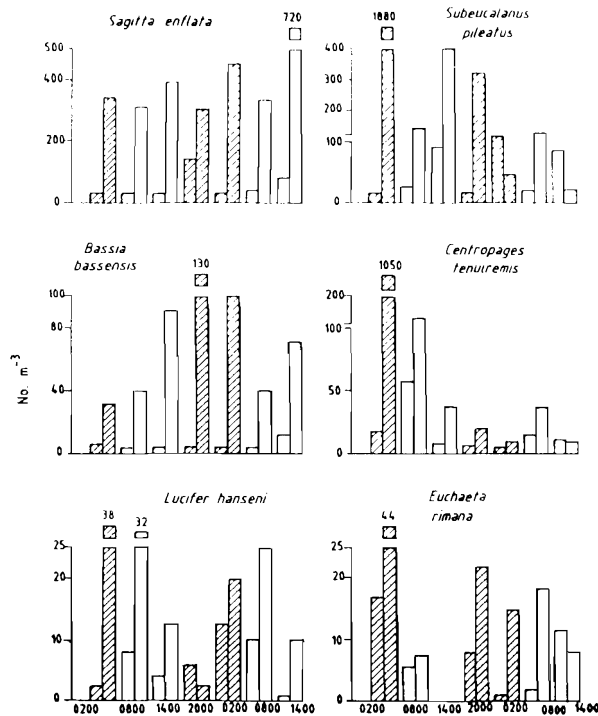 Sagitta enflata
720
500
400
200
0
1880
Subeucalanus
pileatus
400
300
200
100
0
Bassia
bassensis
130
100
80
40
0
No. m⁻³
1050
Centropages
tenuiremis
200
100
50
0
Lucifer hanseni
38
32
25
20
10
0
0200 0800 1400 2000 0200 0800 1400
44
Euchaeta
rimana
25
20
10
0
0200 0800 1400 2000 0200 0800 1400